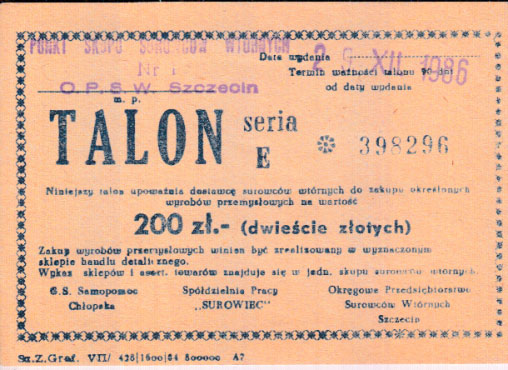 PUNKT SKUPU SUROWCÓW WTÓRNYCH
Nr 1
O.P.S.W. Szczecin
m. p.
Data wydania 2 XII 1986
Termin ważności talonu 90 dni
od daty wydania
TALON seria
E 398296
Niniejszy talon upoważnia dostawcę surowców wtórnych do zakupu określonych
wyrobów przemysłowych na wartość
200 zł.- (dwieście złotych)
Zakup wyrobów przemysłowych winien być zrealizowany w wyznaczonym
sklepie handlu detalicznego.
Wykaz sklepów i asort. towarów znajduje się w jedn. skupu surowców wtórnych.
G.S. Samopomoc
Chłopska
Spółdzielnia Pracy
„SUROWIEC”
Okręgowe Przedsiębiorstwo
Surowców Wtórnych
Szczecin
Sz.Z.Graf. VII/ 428|1600|84 800000 A7